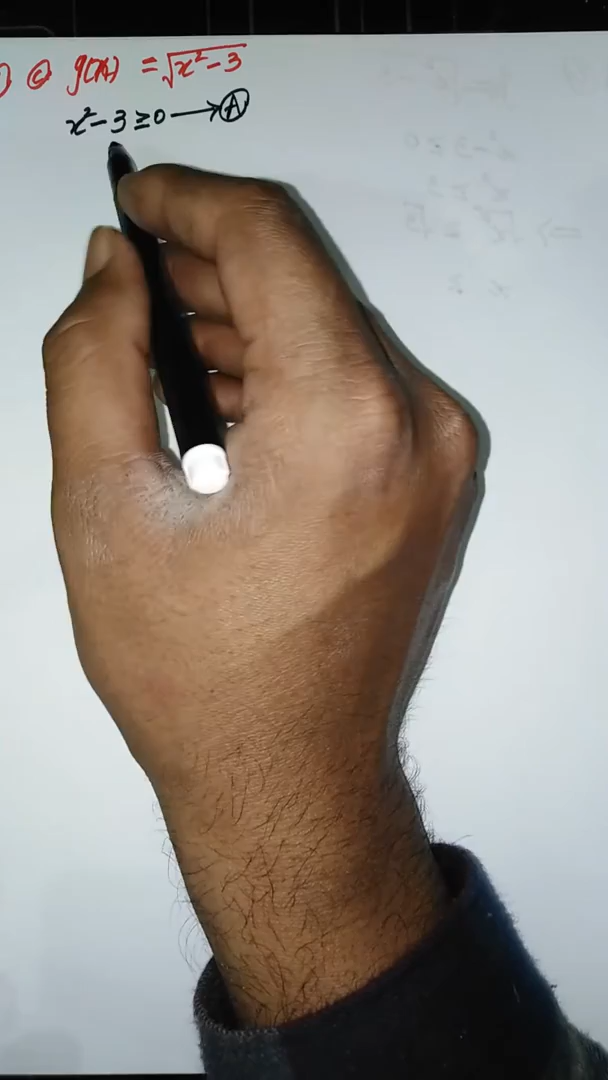 ) ⓒ g(x) = √x² - 3
x² - 3 ≥ 0 → Ⓐ